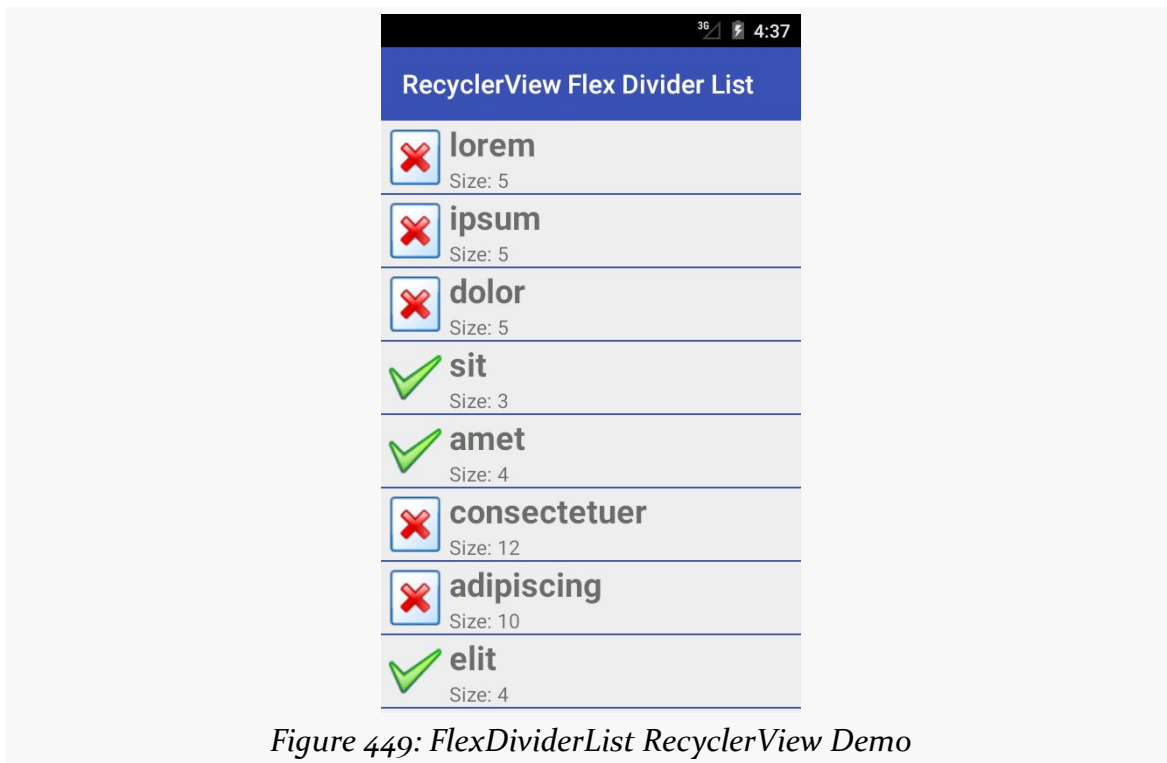 3G 4:37
RecyclerView Flex Divider List
lorem
Size: 5
ipsum
Size: 5
dolor
Size: 5
sit
Size: 3
amet
Size: 4
consectetuer
Size: 12
adipiscing
Size: 10
elit
Size: 4
Figure 449: FlexDividerList RecyclerView Demo